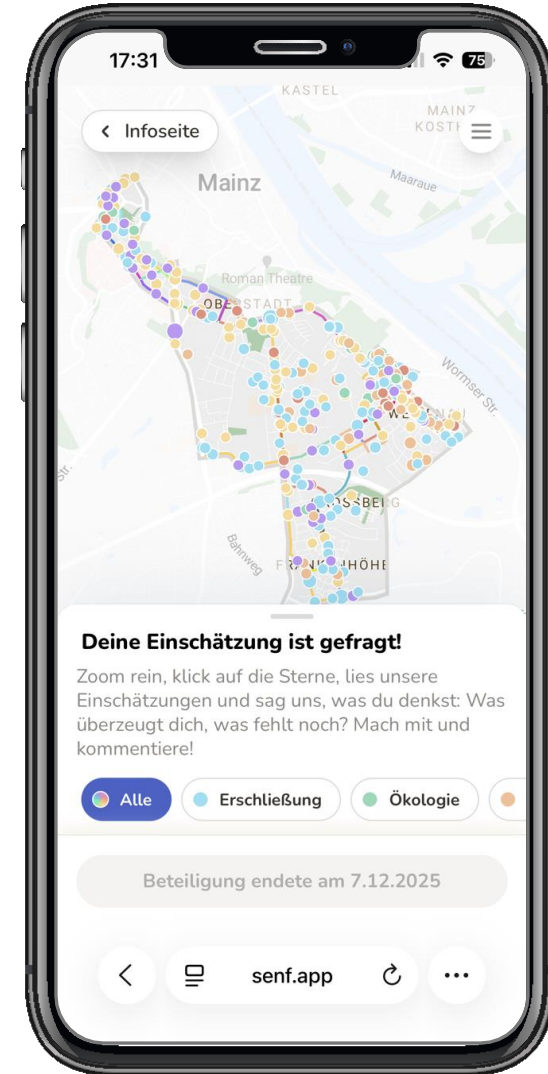 17:31
75
KASTEL
Infoseite
MAINZ
Mainz
Maaraue
Roman Theatre
OBERSTADT
Wormser Str.
Str.
Bahnweg
Deine Einschätzung ist gefragt!
Zoom rein, klick auf die Sterne, lies unsere
Einschätzungen und sag uns, was du denkst: Was
überzeugt dich, was fehlt noch? Mach mit und
kommentiere!
Alle
Erschließung
Ökologie
Beteiligung endete am 7.12.2025
senf.app